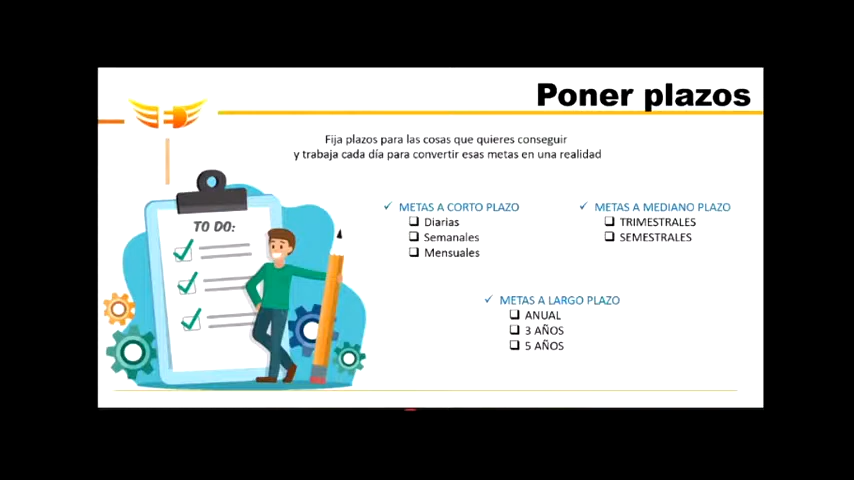 Poner plazos
Fija plazos para las cosas que quieres conseguir
y trabaja cada día para convertir esas metas en una realidad
TO DO:
METAS A CORTO PLAZO
Diarias
Semanales
Mensuales
METAS A MEDIANO PLAZO
TRIMESTRALES
SEMESTRALES
METAS A LARGO PLAZO
ANUAL
3 AÑOS
5 AÑOS